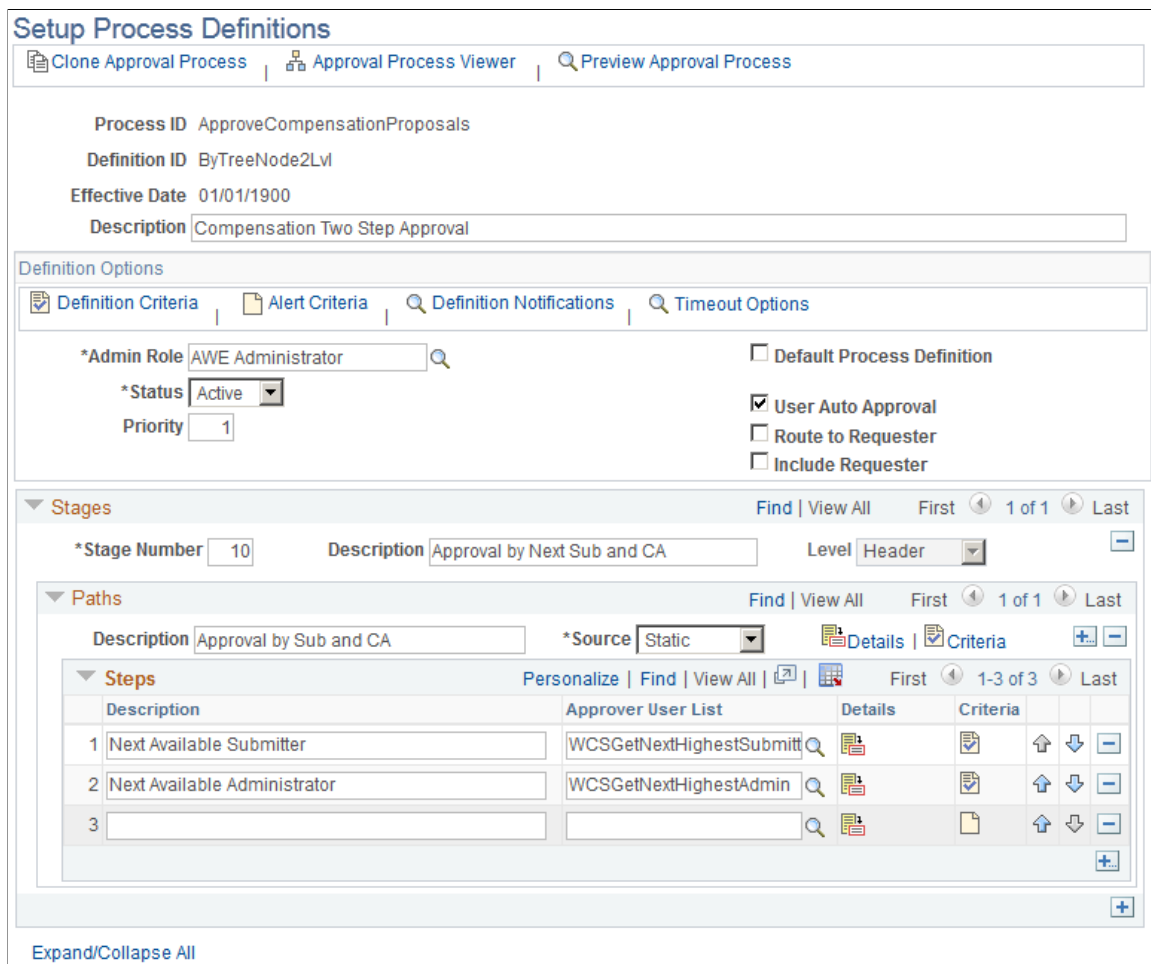 Setup Process Definitions
Clone Approval Process | Approval Process Viewer | Preview Approval Process
Process ID ApproveCompensationProposals
Definition ID ByTreeNode2Lvl
Effective Date 01/01/1900
Description Compensation Two Step Approval
Definition Options
Definition Criteria | Alert Criteria | Definition Notifications | Timeout Options
*Admin Role AWE Administrator Default Process Definition
*Status Active User Auto Approval
Priority 1 Route to Requester
Include Requester
Stages Find | View All First 1 of 1 Last
*Stage Number 10 Description Approval by Next Sub and CA Level Header
Paths Find | View All First 1 of 1 Last
Description Approval by Sub and CA *Source Static Details | Criteria
Steps Personalize | Find | View All | | First 1-3 of 3 Last
Description Approver User List Details Criteria
1 Next Available Submitter WCSGetNextHighestSubmitt
2 Next Available Administrator WCSGetNextHighestAdmin
3
Expand/Collapse All